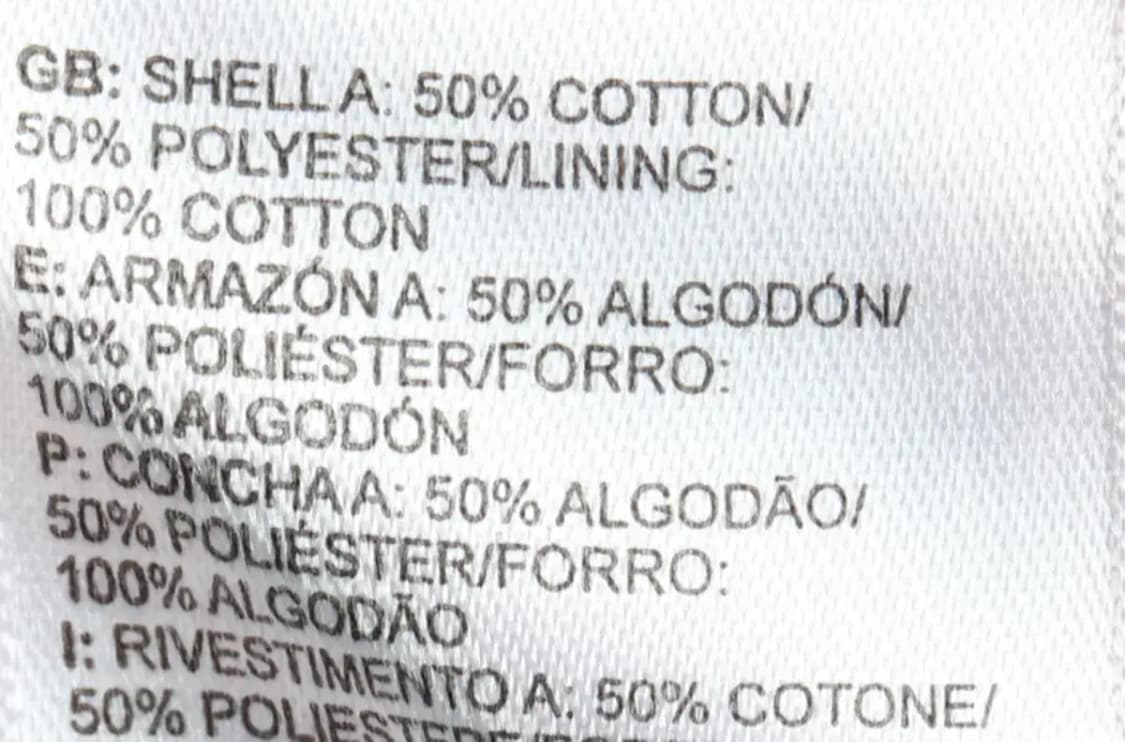 GB: SHELL A: 50% COTTON/
50% POLYESTER/LINING:
100% COTTON
E: ARMAZÓN A: 50% ALGODÓN/
50% POLIÉSTER/FORRO:
100% ALGODÓN
P: CONCHA A: 50% ALGODÃO/
50% POLIÉSTER/FORRO:
100% ALGODÃO
I: RIVESTIMENTO A: 50% COTONE/
50%